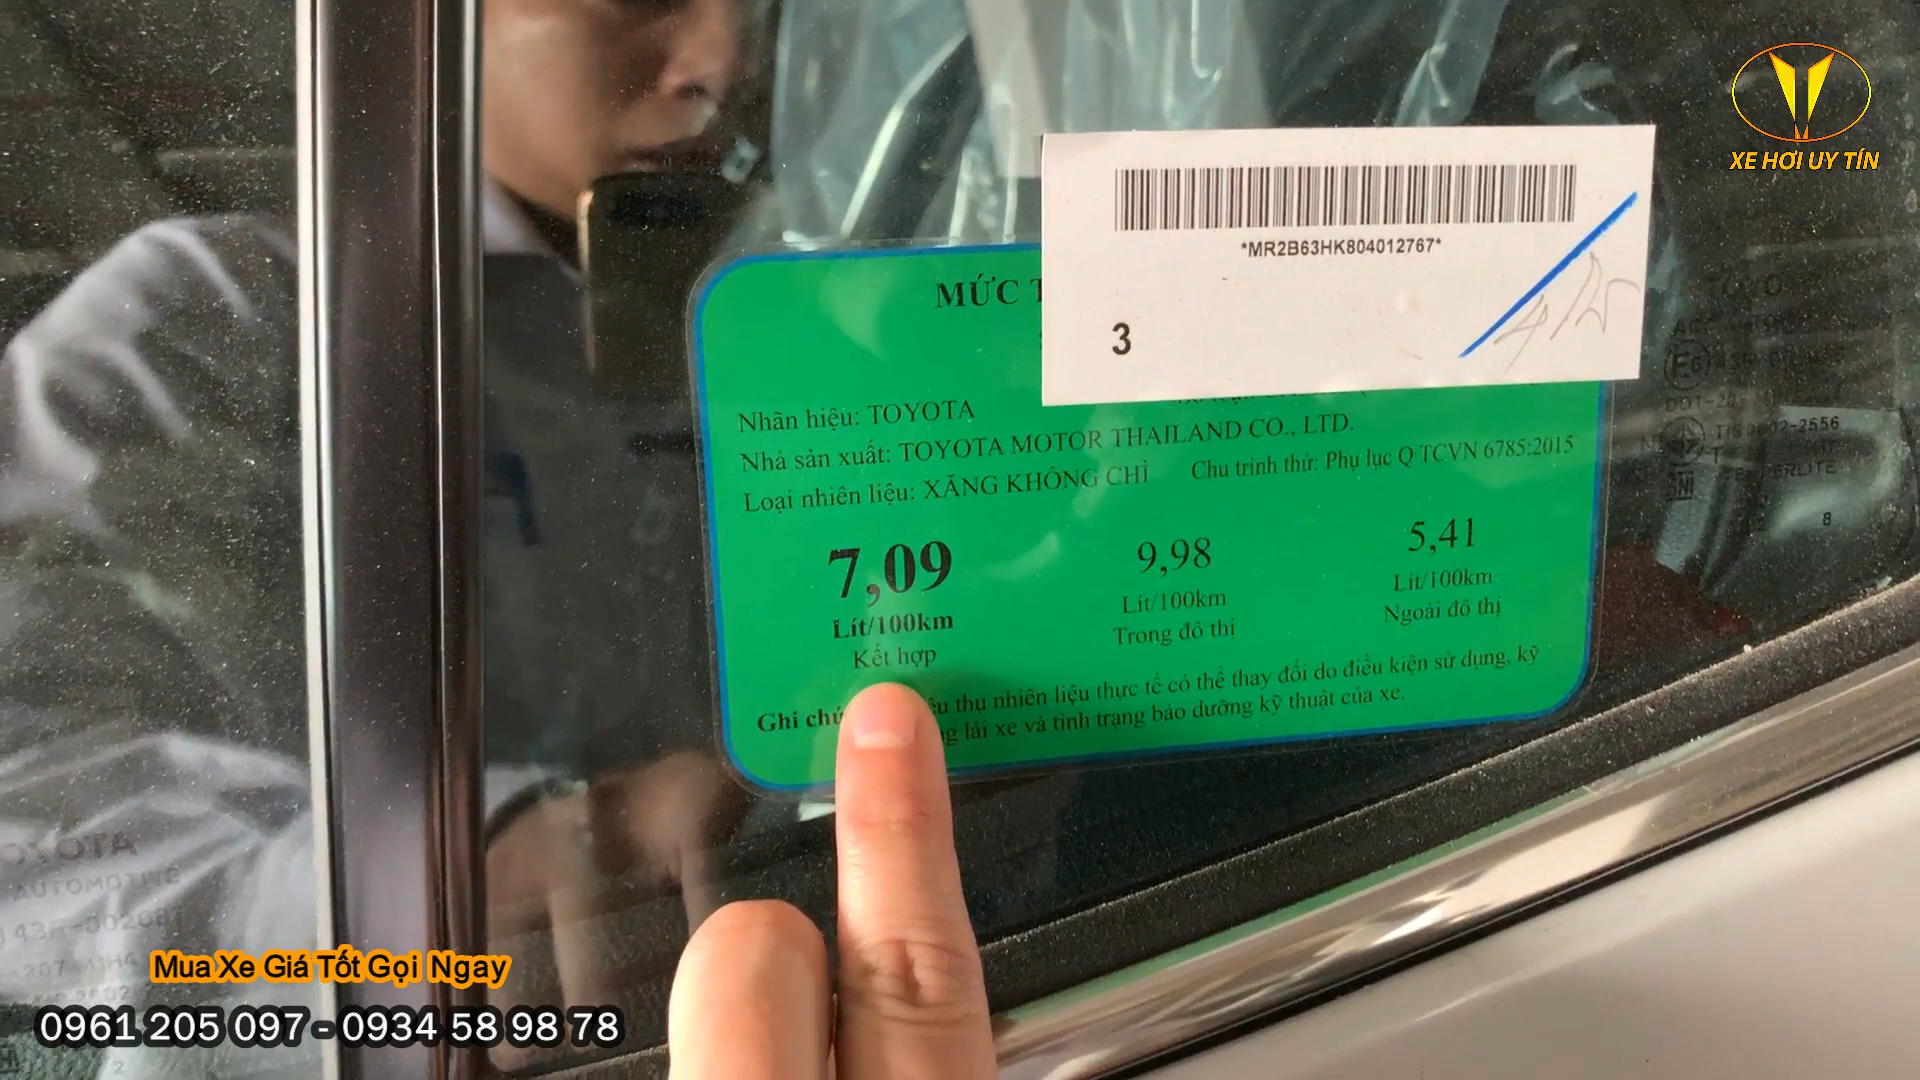 XE HƠI UY TÍN
*MR2B63HK804012767*
3
4/12
MỨC
Nhãn hiệu: TOYOTA
Nhà sản xuất: TOYOTA MOTOR THAILAND CO., LTD.
Loại nhiên liệu: XĂNG KHÔNG CHÌ Chu trình thử: Phụ lục Q TCVN 6785:2015
7,09 9,98 5,41
Lít/100km Lít/100km Lít/100km
Kết hợp Trong đô thị Ngoài đô thị
Ghi chú thụ nhiên liệu thực tế có thể thay đổi do điều kiện sử dụng, kỹ
lái xe và tình trạng bảo dưỡng kỹ thuật của xe.
TOYOTA
AUTOMOTIVE
Mua Xe Giá Tốt Gọi Ngay
0961 205 097 - 0934 58 98 78